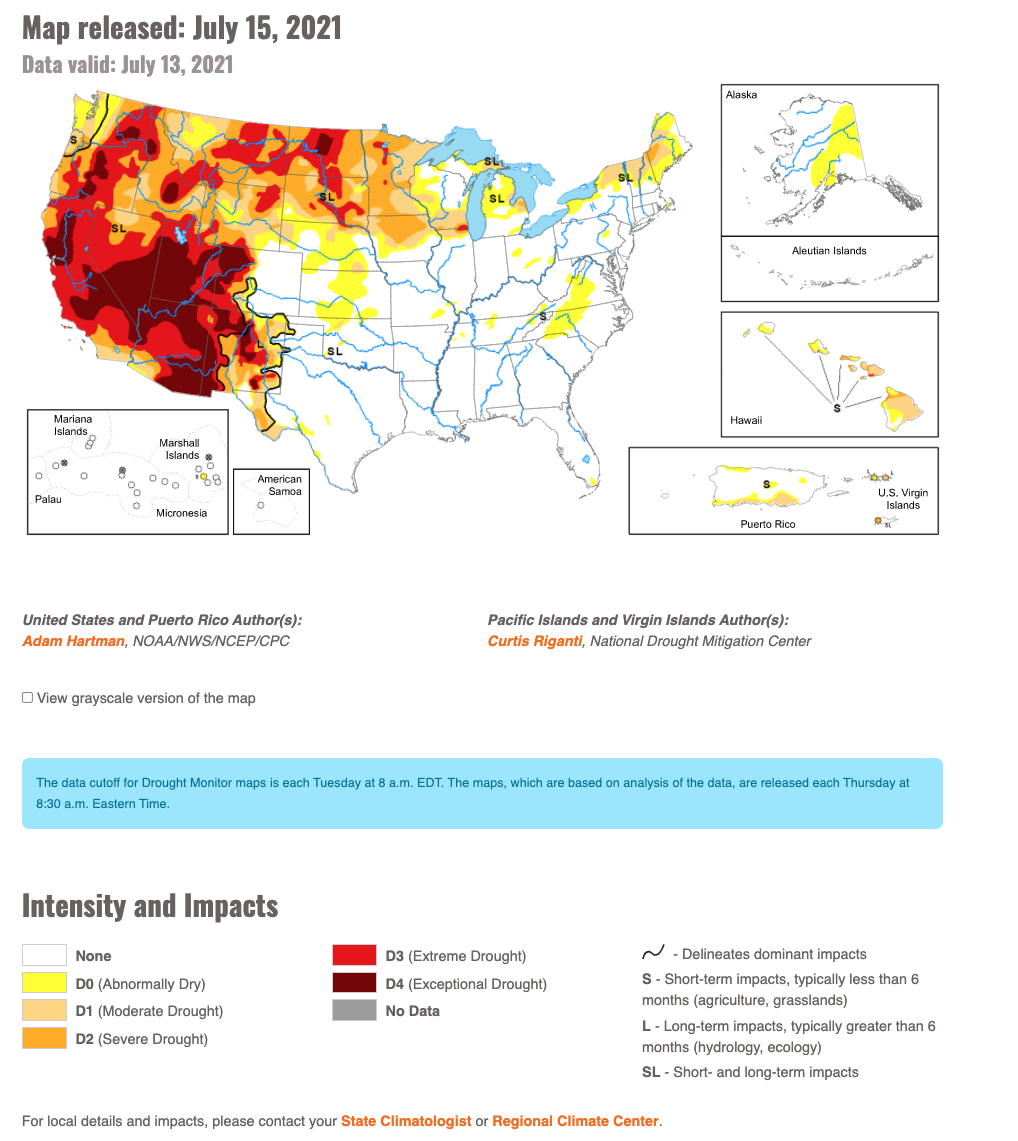 Map released: July 15, 2021
Data valid: July 13, 2021
Alaska
Aleutian Islands
S
SL
SL
SL
SL
SL
S
L
SL
Hawaii
S
Mariana
Islands
Marshall
Islands
S
Palau
Micronesia
American
Samoa
S
L
L
U.S. Virgin
Islands
SL
Puerto Rico
United States and Puerto Rico Author(s):
Adam Hartman, NOAA/NWS/NCEP/CPC
Pacific Islands and Virgin Islands Author(s):
Curtis Riganti, National Drought Mitigation Center
View grayscale version of the map
The data cutoff for Drought Monitor maps is each Tuesday at 8 a.m. EDT. The maps, which are based on analysis of the data, are released each Thursday at
8:30 a.m. Eastern Time.
Intensity and Impacts
None
D0 (Abnormally Dry)
D1 (Moderate Drought)
D2 (Severe Drought)
D3 (Extreme Drought)
D4 (Exceptional Drought)
No Data
- Delineates dominant impacts
S - Short-term impacts, typically less than 6
months (agriculture, grasslands)
L - Long-term impacts, typically greater than 6
months (hydrology, ecology)
SL - Short- and long-term impacts
For local details and impacts, please contact your State Climatologist or Regional Climate Center.